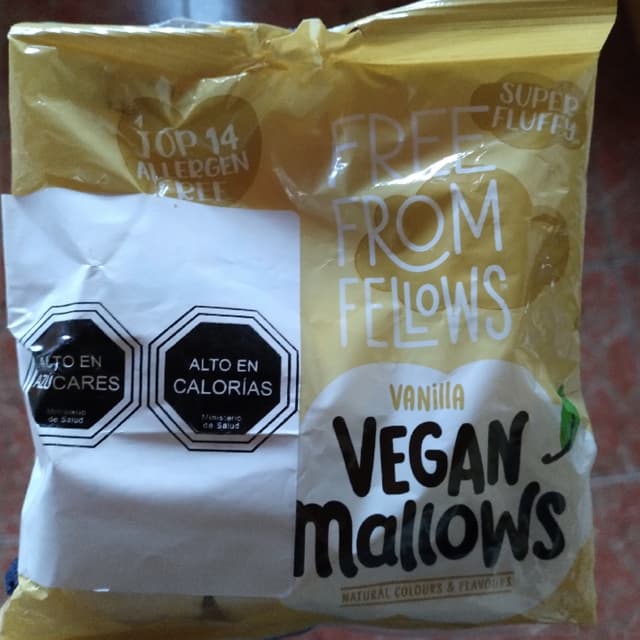 TOP 14
ALLERGEN
FREE
SUPER
FLUFFY
FREE
FROM
FELLOWS
ALTO EN
AZÚCARES
Ministerio
de Salud
ALTO EN
CALORÍAS
Ministerio
de Salud
VANILLA
VEGAN
mallows
NATURAL COLOURS & FLAVOURS